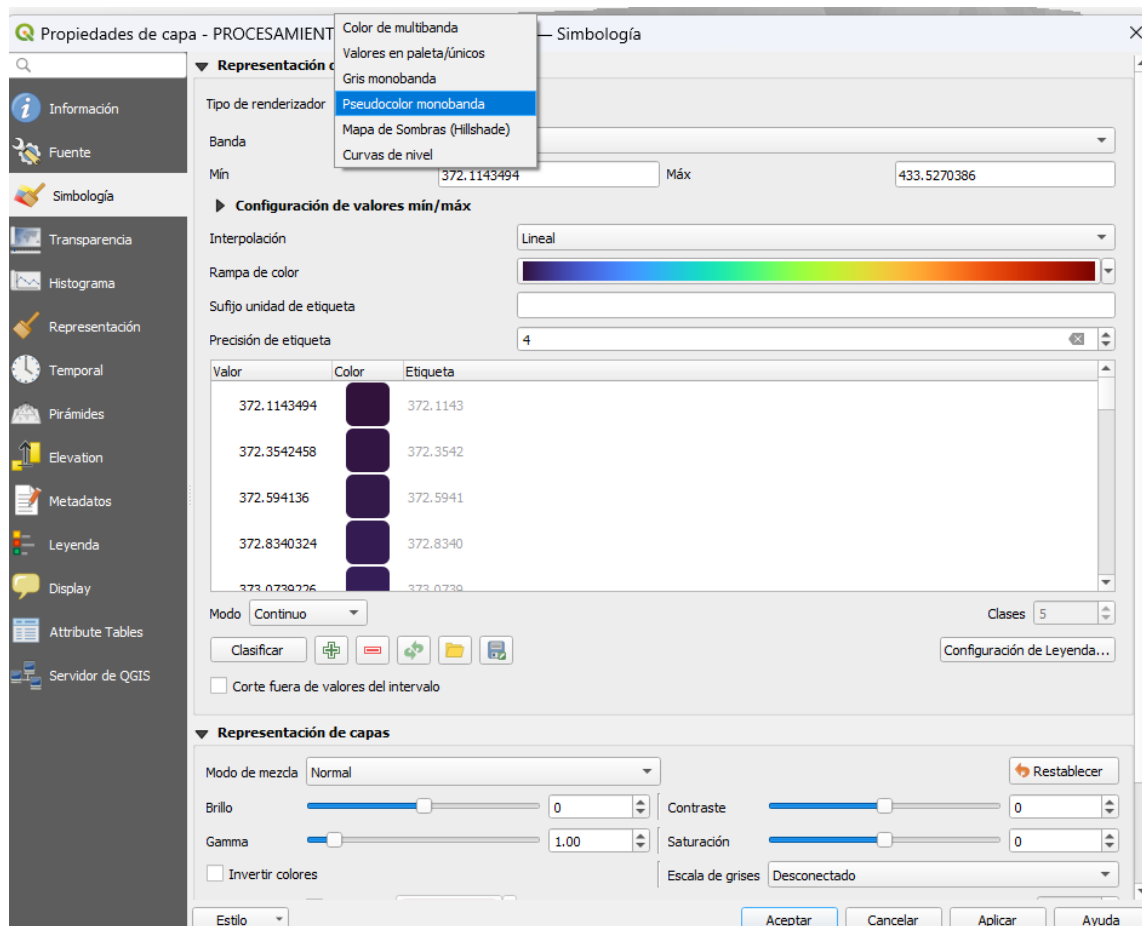 Propiedades de capa - PROCESAMIENT — Simbología
Color de multibanda
Valores en paleta/únicos
Gris monobanda
Pseudocolor monobanda
Mapa de Sombras (Hillshade)
Curvas de nivel
Información
Fuente
Simbología
Transparencia
Histograma
Representación
Temporal
Pirámides
Elevation
Metadatos
Leyenda
Display
Attribute Tables
Servidor de QGIS
Representación
Tipo de renderizador
Banda
Mín 372.1143494 Máx 433.5270386
Configuración de valores mín/máx
Interpolación Lineal
Rampa de color
Sufijo unidad de etiqueta
Precisión de etiqueta 4
Valor Color Etiqueta
372.1143494 372.1143
372.3542458 372.3542
372.594136 372.5941
372.8340324 372.8340
373.0739226 373.0739
Modo Continuo Clases 5
Clasificar Configuración de Leyenda...
Corte fuera de valores del intervalo
Representación de capas
Modo de mezcla Normal Restablecer
Brillo 0 Contraste 0
Gamma 1.00 Saturación 0
Invertir colores Escala de grises Desconectado
Estilo Aceptar Cancelar Aplicar Ayuda